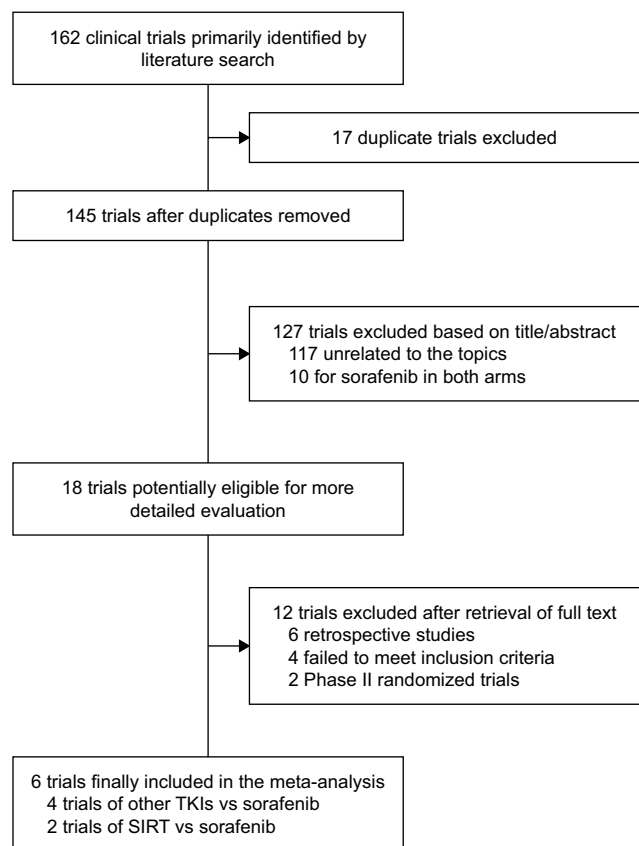 162 clinical trials primarily identified by
literature search
17 duplicate trials excluded
145 trials after duplicates removed
127 trials excluded based on title/abstract
117 unrelated to the topics
10 for sorafenib in both arms
18 trials potentially eligible for more
detailed evaluation
12 trials excluded after retrieval of full text
6 retrospective studies
4 failed to meet inclusion criteria
2 Phase II randomized trials
6 trials finally included in the meta-analysis
4 trials of other TKIs vs sorafenib
2 trials of SIRT vs sorafenib